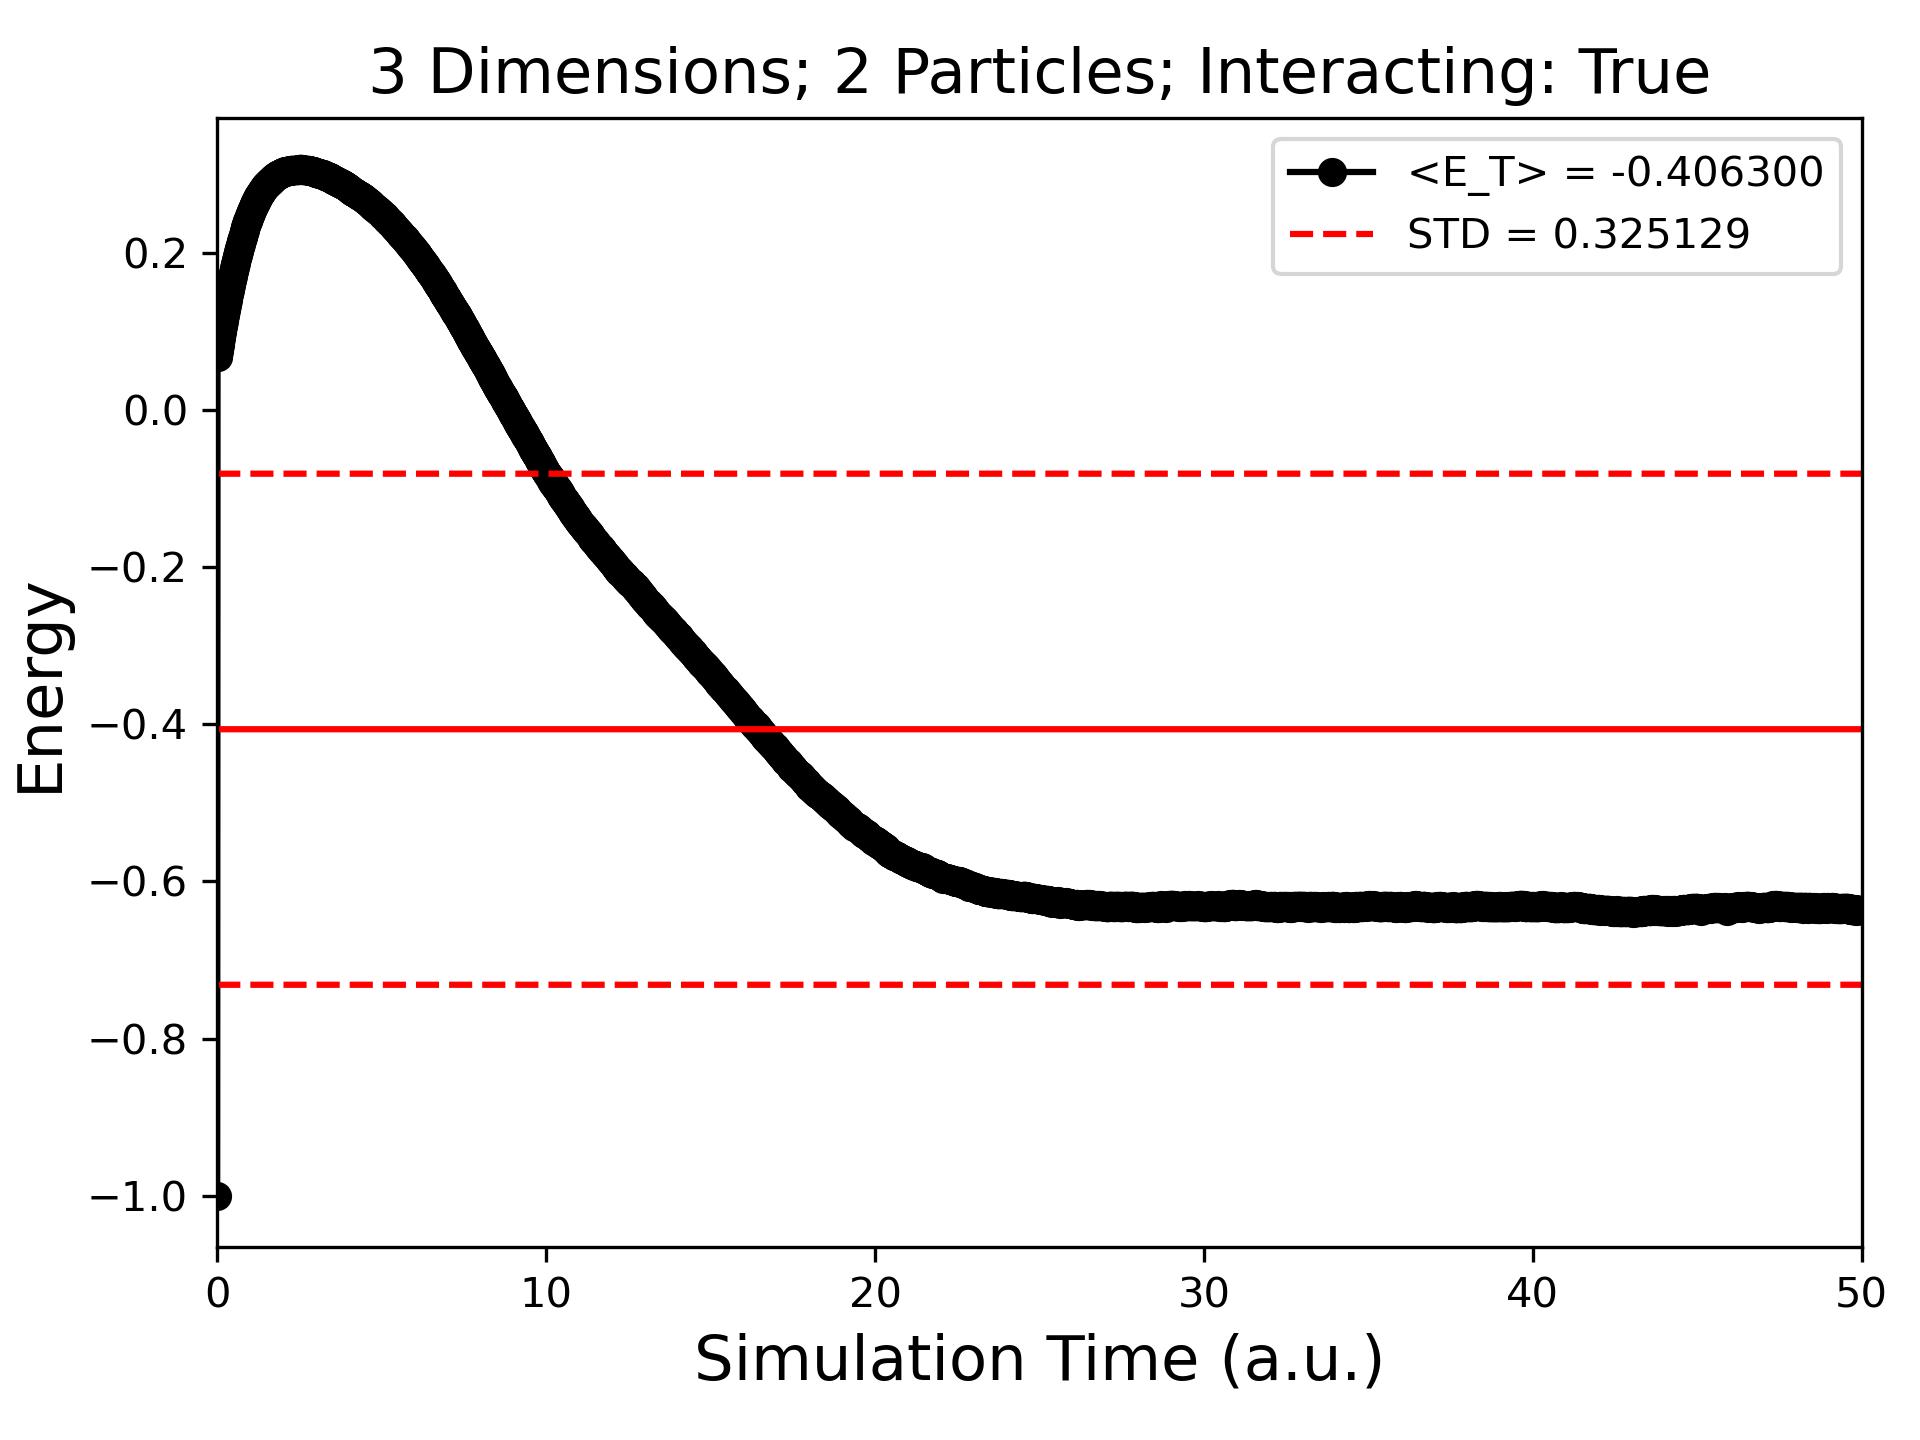 3 Dimensions; 2 Particles; Interacting: True
<E_T> = -0.406300
STD = 0.325129
Energy
0.2
0.0
−0.2
−0.4
−0.6
−0.8
−1.0
0 10 20 30 40 50
Simulation Time (a.u.)